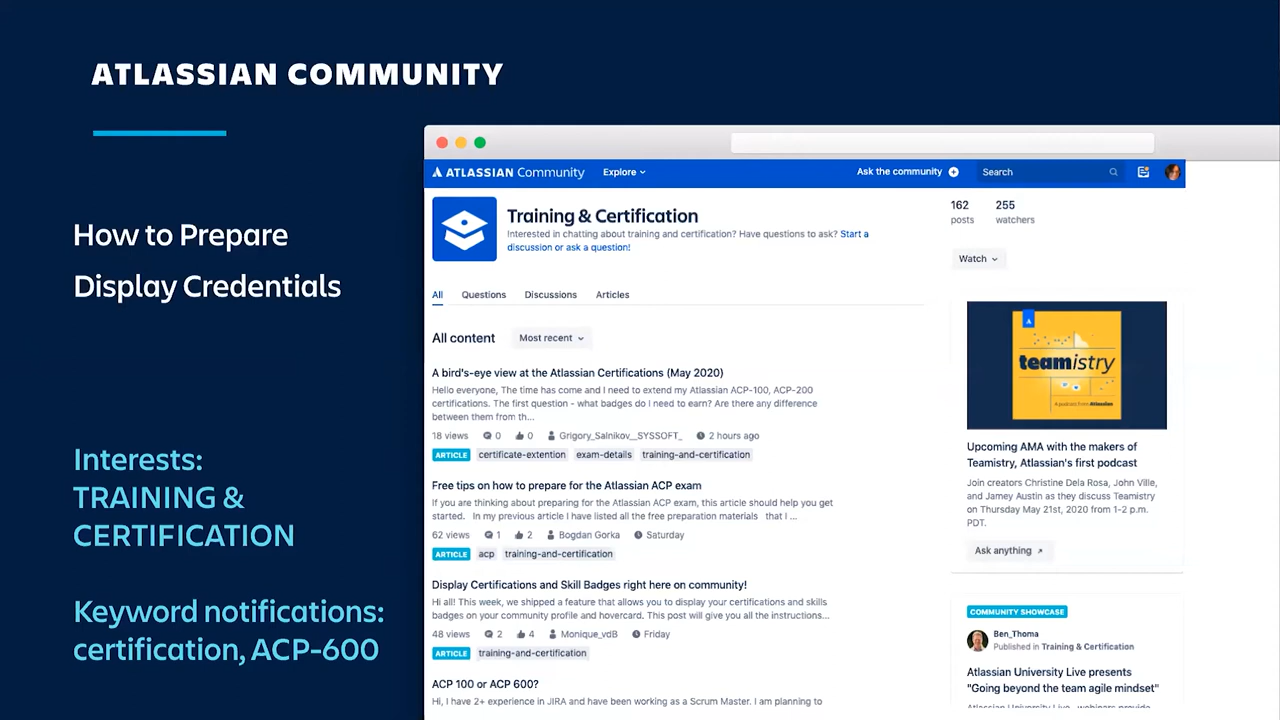 ATLASSIAN COMMUNITY
How to Prepare
Display Credentials
Interests:
TRAINING &
CERTIFICATION
Keyword notifications:
certification, ACP-600
ATLASSIAN Community
Explore
Ask the community
Search
Training & Certification
Interested in chatting about training and certification? Have questions to ask? Start a
discussion or ask a question!
162
posts
255
watchers
Watch
All
Questions
Discussions
Articles
All content
Most recent
A bird's-eye view at the Atlassian Certifications (May 2020)
Hello everyone, The time has come and I need to extend my Atlassian ACP-100, ACP-200
certifications. The first question - what badges do I need to earn? Are there any difference
between them from th...
18 views 0 0 Grigory_Salnikov__SYSSOFT_ 2 hours ago
ARTICLE certificate-extention exam-details training-and-certification
Free tips on how to prepare for the Atlassian ACP exam
If you are thinking about preparing for the Atlassian ACP exam, this article should help you get
started. In my previous article I have listed all the free preparation materials that I ...
62 views 1 2 Bogdan Gorka Saturday
ARTICLE acp training-and-certification
Display Certifications and Skill Badges right here on community!
Hi all! This week, we shipped a feature that allows you to display your certifications and skills
badges on your community profile and hovercard. This post will give you all the instructions...
48 views 2 4 Monique_vdB Friday
ARTICLE training-and-certification
ACP 100 or ACP 600?
Hi, I have 2+ experience in JIRA and have been working as a Scrum Master. I am planning to
teamistry
A podcast from Atlassian
Upcoming AMA with the makers of
Teamistry, Atlassian's first podcast
Join creators Christine Dela Rosa, John Ville,
and Jamey Austin as they discuss Teamistry
on Thursday May 21st, 2020 from 1-2 p.m.
PDT.
Ask anything
COMMUNITY SHOWCASE
Ben_Thoma
Published in Training & Certification
Atlassian University Live presents
"Going beyond the team agile mindset"
Atlassian University Live webinars provide